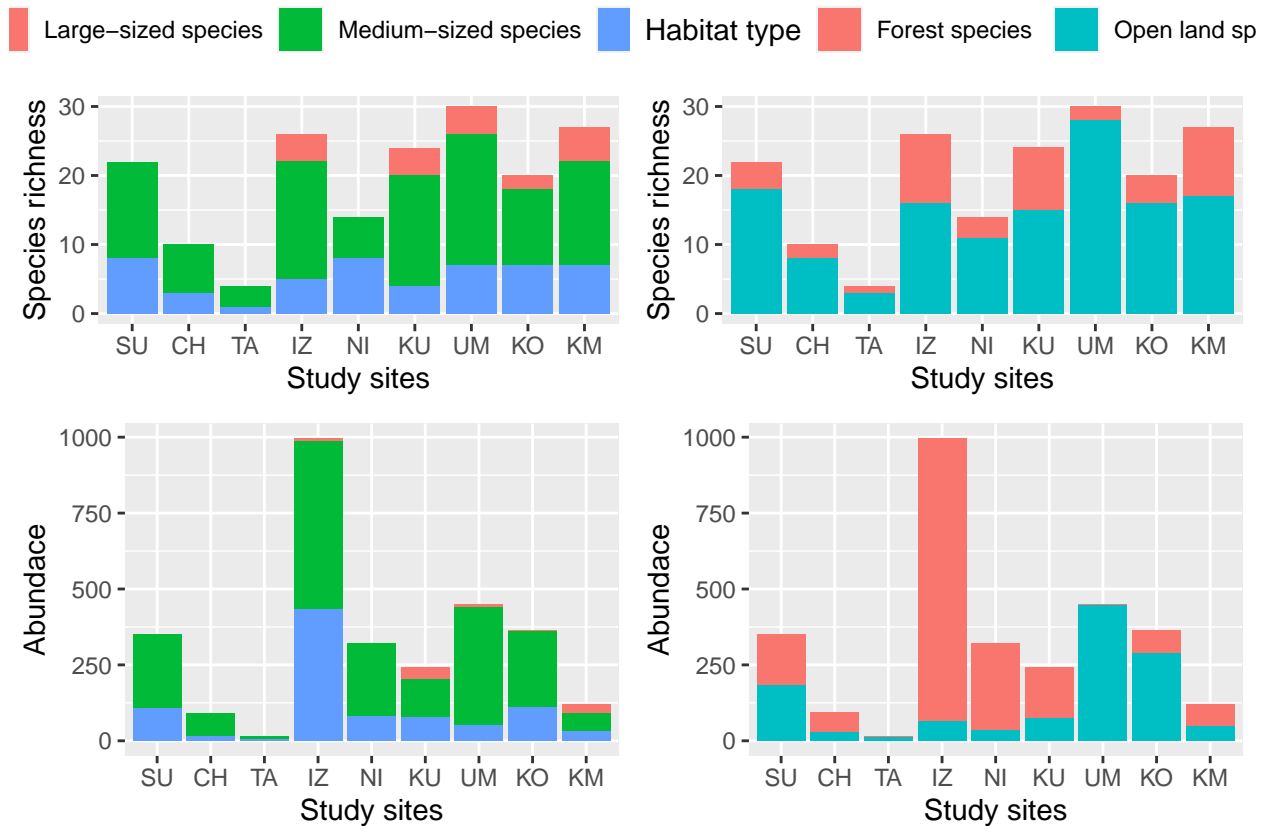 Large−sized species Medium−sized species Habitat type Forest species Open land sp
Species richness
30
20
10
0
SU CH TA IZ NI KU UM KO KM
Study sites
Species richness
30
20
10
0
SU CH TA IZ NI KU UM KO KM
Study sites
Abundace
1000
750
500
250
0
SU CH TA IZ NI KU UM KO KM
Study sites
Abundace
1000
750
500
250
0
SU CH TA IZ NI KU UM KO KM
Study sites